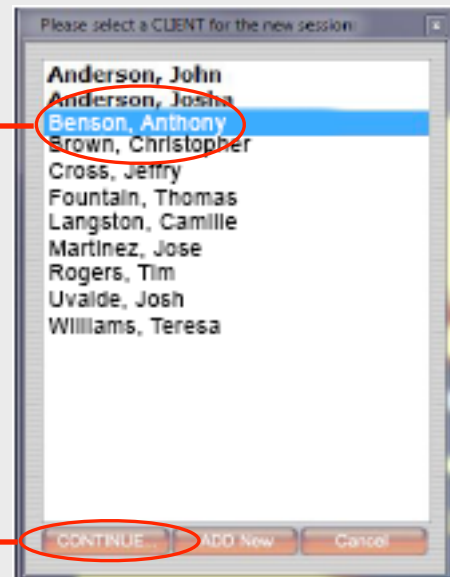 Please select a CLIENT for the new session:
Anderson, John
Anderson, Josha
Benson, Anthony
Brown, Christopher
Cross, Jeffry
Fountain, Thomas
Langston, Camille
Martinez, Jose
Rogers, Tim
Uvalde, Josh
Williams, Teresa
CONTINUE... ADD New Cancel